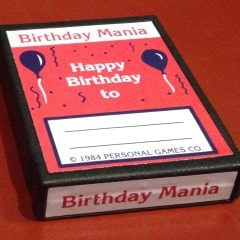 Birthday Mania
Happy
Birthday
to
© 1984 PERSONAL GAMES CO.
Birthday Mania